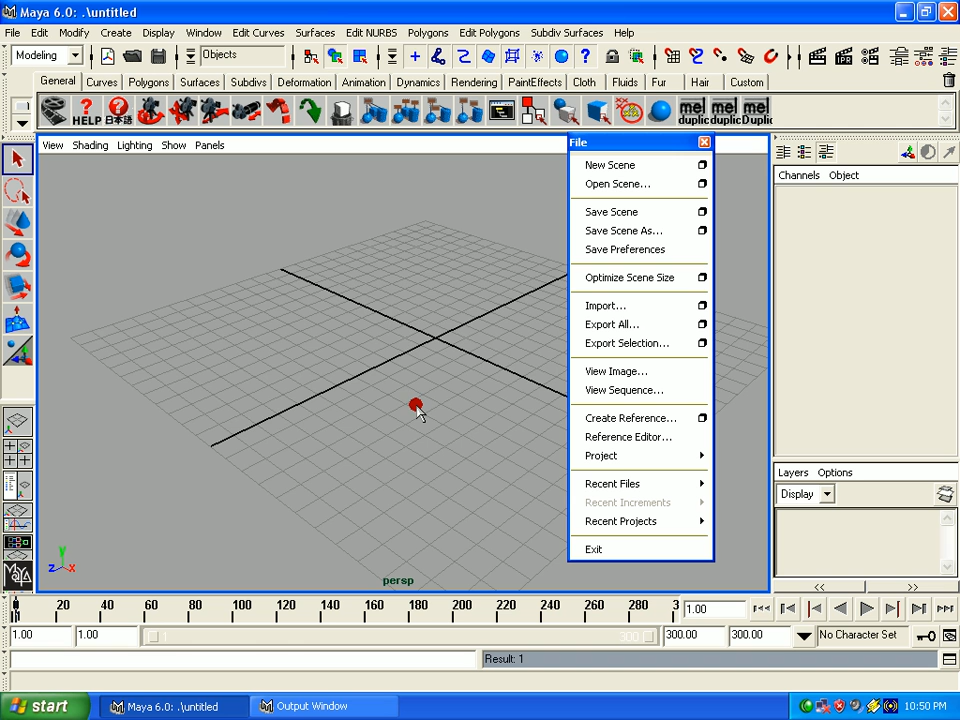 Maya 6.0: .\untitled
File Edit Modify Create Display Window Edit Curves Surfaces Edit NURBS Polygons Edit Polygons Subdiv Surfaces Help
Modeling Objects
General Curves Polygons Surfaces Subdivs Deformation Animation Dynamics Rendering PaintEffects Cloth Fluids Fur Hair Custom
HELP 日本語 mel mel mel
duplic duplic Duplic
View Shading Lighting Show Panels
File
New Scene
Open Scene...
Save Scene
Save Scene As...
Save Preferences
Optimize Scene Size
Import...
Export All...
Export Selection...
View Image...
View Sequence...
Create Reference...
Reference Editor...
Project
Recent Files
Recent Increments
Recent Projects
Exit
Channels Object
Layers Options
Display
y
z x
persp
MAYA
20 40 60 80 100 120 140 160 180 200 220 240 260 280 3
1.00
1.00 1.00 1 300 300.00 300.00 No Character Set
Result: 1
start Maya 6.0: .\untitled Output Window 10:50 PM